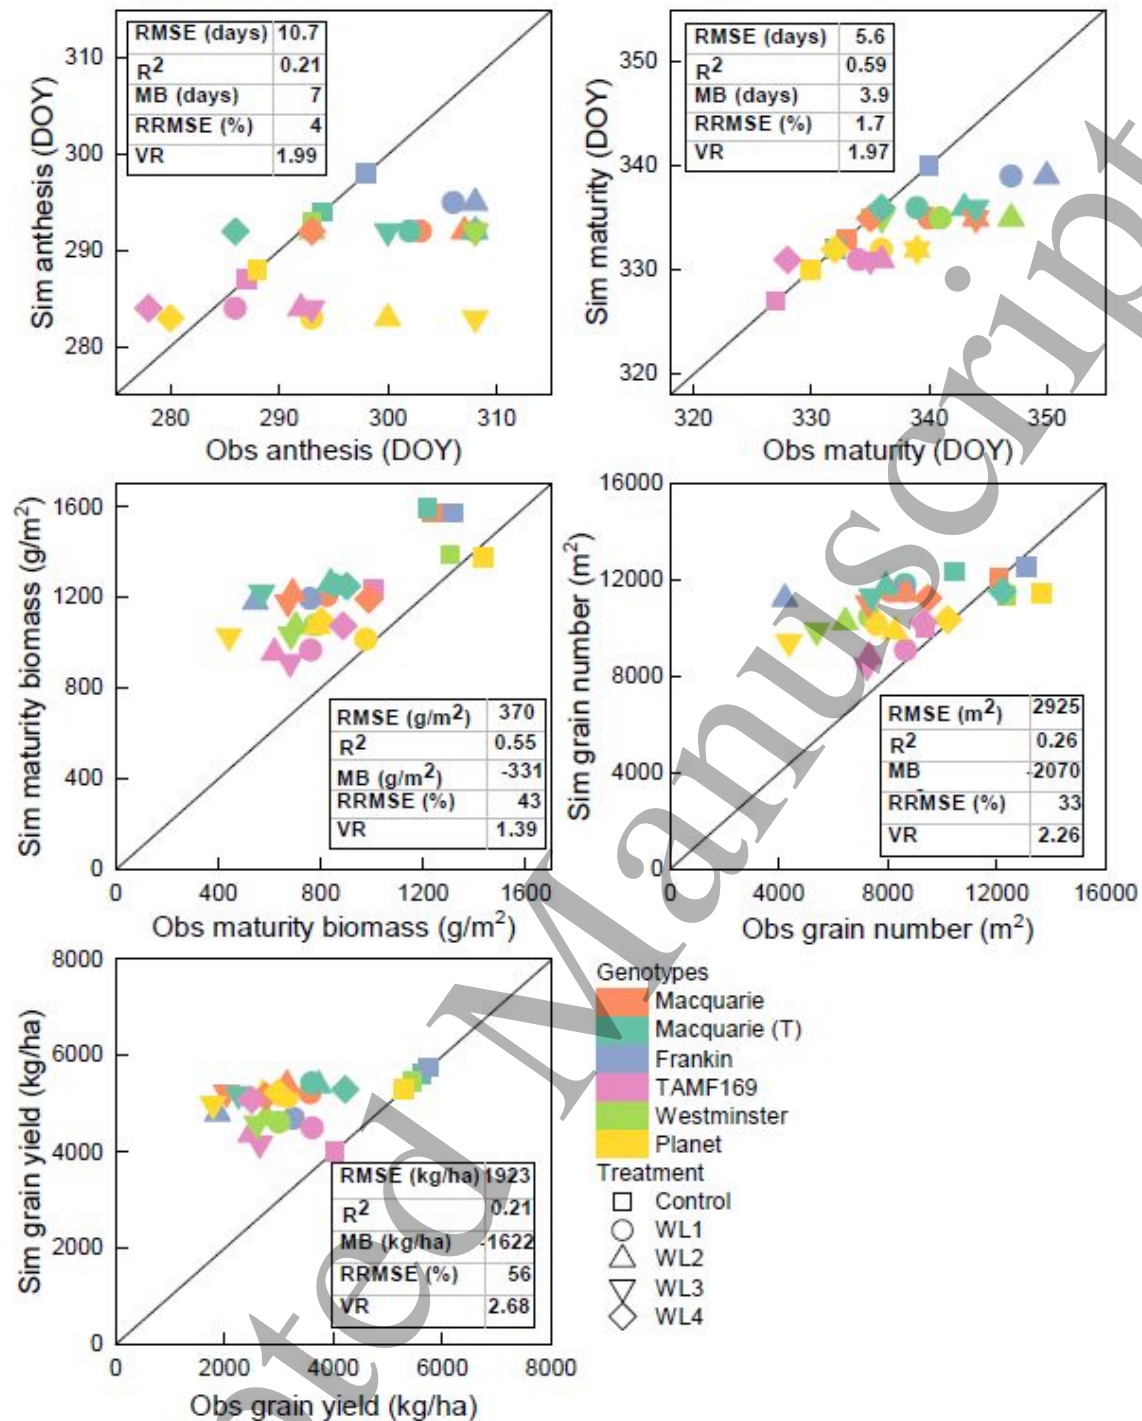 RMSE (days) 10.7
R2 0.21
MB (days) 7
RRMSE (%) 4
VR 1.99
310
300
290
280
Sim anthesis (DOY)
280 290 300 310
Obs anthesis (DOY)
RMSE (days) 5.6
R2 0.59
MB (days) 3.9
RRMSE (%) 1.7
VR 1.97
350
340
330
320
Sim maturity (DOY)
320 330 340 350
Obs maturity (DOY)
1600
1200
800
400
0
Sim maturity biomass (g/m2)
RMSE (g/m2) 370
R2 0.55
MB (g/m2) -331
RRMSE (%) 43
VR 1.39
0 400 800 1200 1600
Obs maturity biomass (g/m2)
16000
12000
8000
4000
0
Sim grain number (m2)
RMSE (m2) 2925
R2 0.26
MB -2070
RRMSE (%) 33
VR 2.26
0 4000 8000 12000 16000
Obs grain number (m2)
8000
6000
4000
2000
0
Sim grain yield (kg/ha)
RMSE (kg/ha) 1923
R2 0.21
MB (kg/ha) -1622
RRMSE (%) 56
VR 2.68
0 2000 4000 6000 8000
Obs grain yield (kg/ha)
Genotypes
Macquarie
Macquarie (T)
Frankin
TAMF169
Westminster
Planet
Treatment
Control
WL1
WL2
WL3
WL4
Manuscript